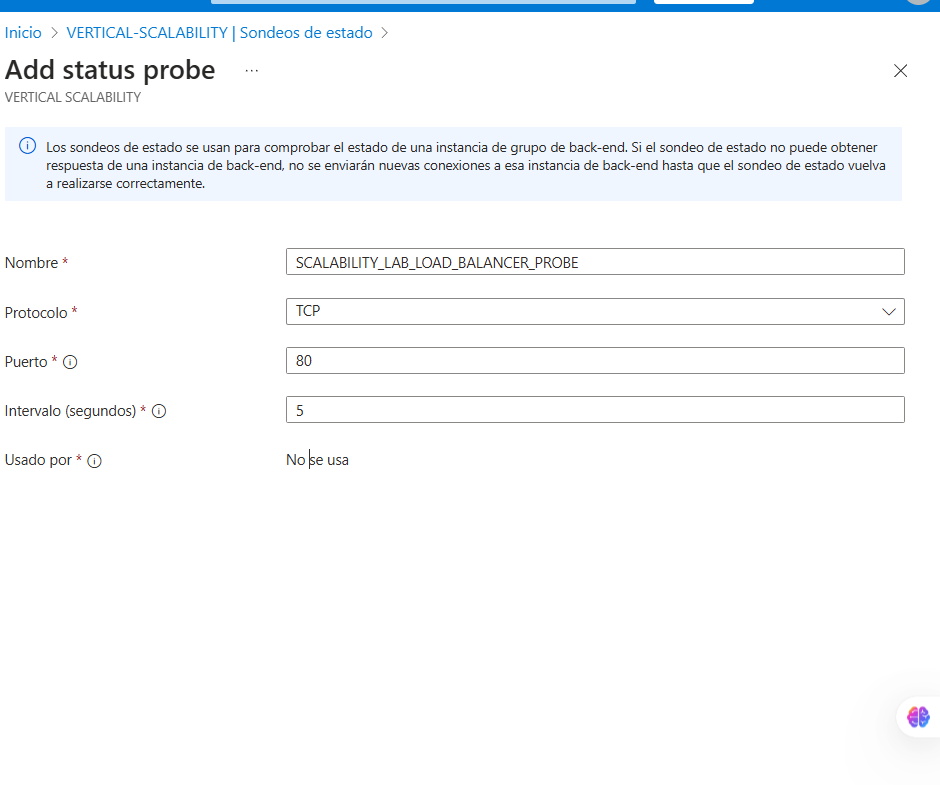 Inicio > VERTICAL-SCALABILITY | Sondeos de estado >
Add status probe ...
VERTICAL SCALABILITY
Los sondeos de estado se usan para comprobar el estado de una instancia de grupo de back-end. Si el sondeo de estado no puede obtener
respuesta de una instancia de back-end, no se enviarán nuevas conexiones a esa instancia de back-end hasta que el sondeo de estado vuelva
a realizarse correctamente.
Nombre * SCALABILITY_LAB_LOAD_BALANCER_PROBE
Protocolo * TCP
Puerto * 80
Intervalo (segundos) * 5
Usado por * No se usa